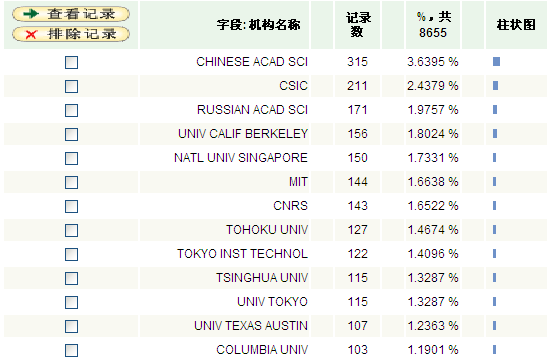 查看记录
排除记录
字段: 机构名称
记录数
%，共 8655
柱状图
CHINESE ACAD SCI 315 3.6395 %
CSIC 211 2.4379 %
RUSSIAN ACAD SCI 171 1.9757 %
UNIV CALIF BERKELEY 156 1.8024 %
NATL UNIV SINGAPORE 150 1.7331 %
MIT 144 1.6638 %
CNRS 143 1.6522 %
TOHOKU UNIV 127 1.4674 %
TOKYO INST TECHNOL 122 1.4096 %
TSINGHUA UNIV 115 1.3287 %
UNIV TOKYO 115 1.3287 %
UNIV TEXAS AUSTIN 107 1.2363 %
COLUMBIA UNIV 103 1.1901 %